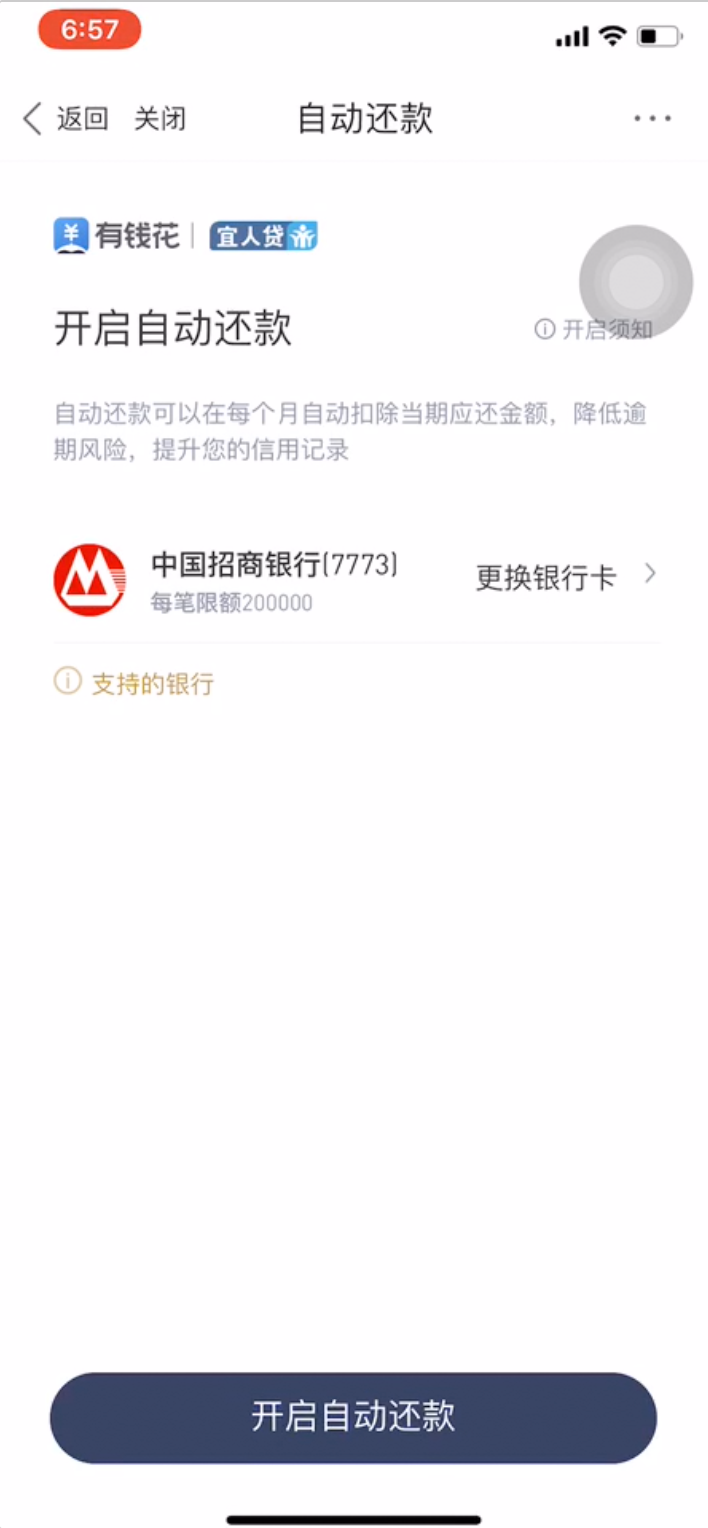 6:57
返回 关闭 自动还款
有钱花 | 宜人贷
开启自动还款
开启须知
自动还款可以在每个月自动扣除当期应还金额，降低逾
期风险，提升您的信用记录
中国招商银行(7773)
每笔限额200000
更换银行卡
支持的银行
开启自动还款